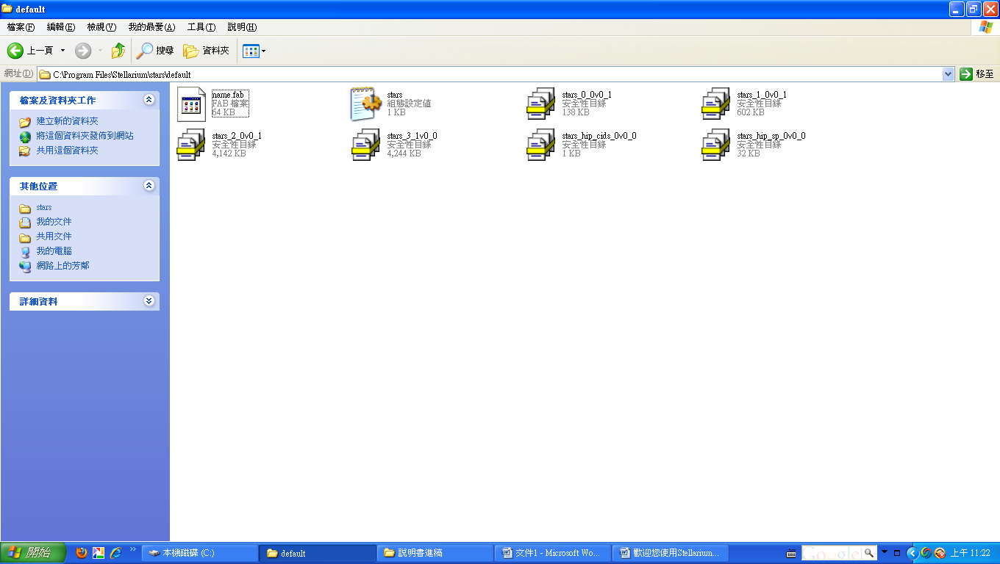 default
檔案(F) 編輯(E) 檢視(V) 我的最愛(A) 工具(T) 說明(H)
上一頁 搜尋 資料夾
網址(D) C:\Program Files\Stellarium\stars\default 移至
檔案及資料夾工作
建立新的資料夾
將這個資料夾發佈到網站
共用這個資料夾
其他位置
stars
我的文件
共用文件
我的電腦
網路上的芳鄰
詳細資料
name.fab
FAB 檔案
64 KB
stars
組態設定值
1 KB
stars_0_0v0_1
安全性目錄
138 KB
stars_1_0v0_1
安全性目錄
602 KB
stars_2_0v0_1
安全性目錄
4,142 KB
stars_3_1v0_0
安全性目錄
4,244 KB
stars_hip_cids_0v0_0
安全性目錄
1 KB
stars_hip_sp_0v0_0
安全性目錄
32 KB
開始 本機磁碟 (C:) default 說明書進稿 文件1 - Microsoft Wo... 歡迎您使用Stellarium... Google 上午 11:22